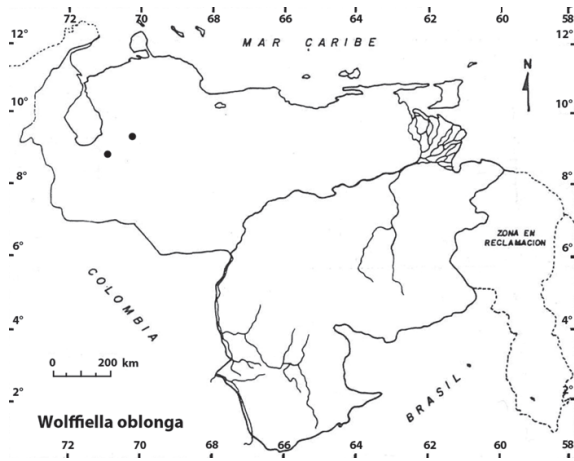 72 70 68 66 64 62 60 58
12° 12°
MAR CARIBE
N
10° 10°
8° 8°
ZONA EN
RECLAMACION
6° 6°
COLOMBIA
4° 4°
0 200 km
BRASIL
2° 2°
Wolffiella oblonga
72 70 68 66 64 62 60 58